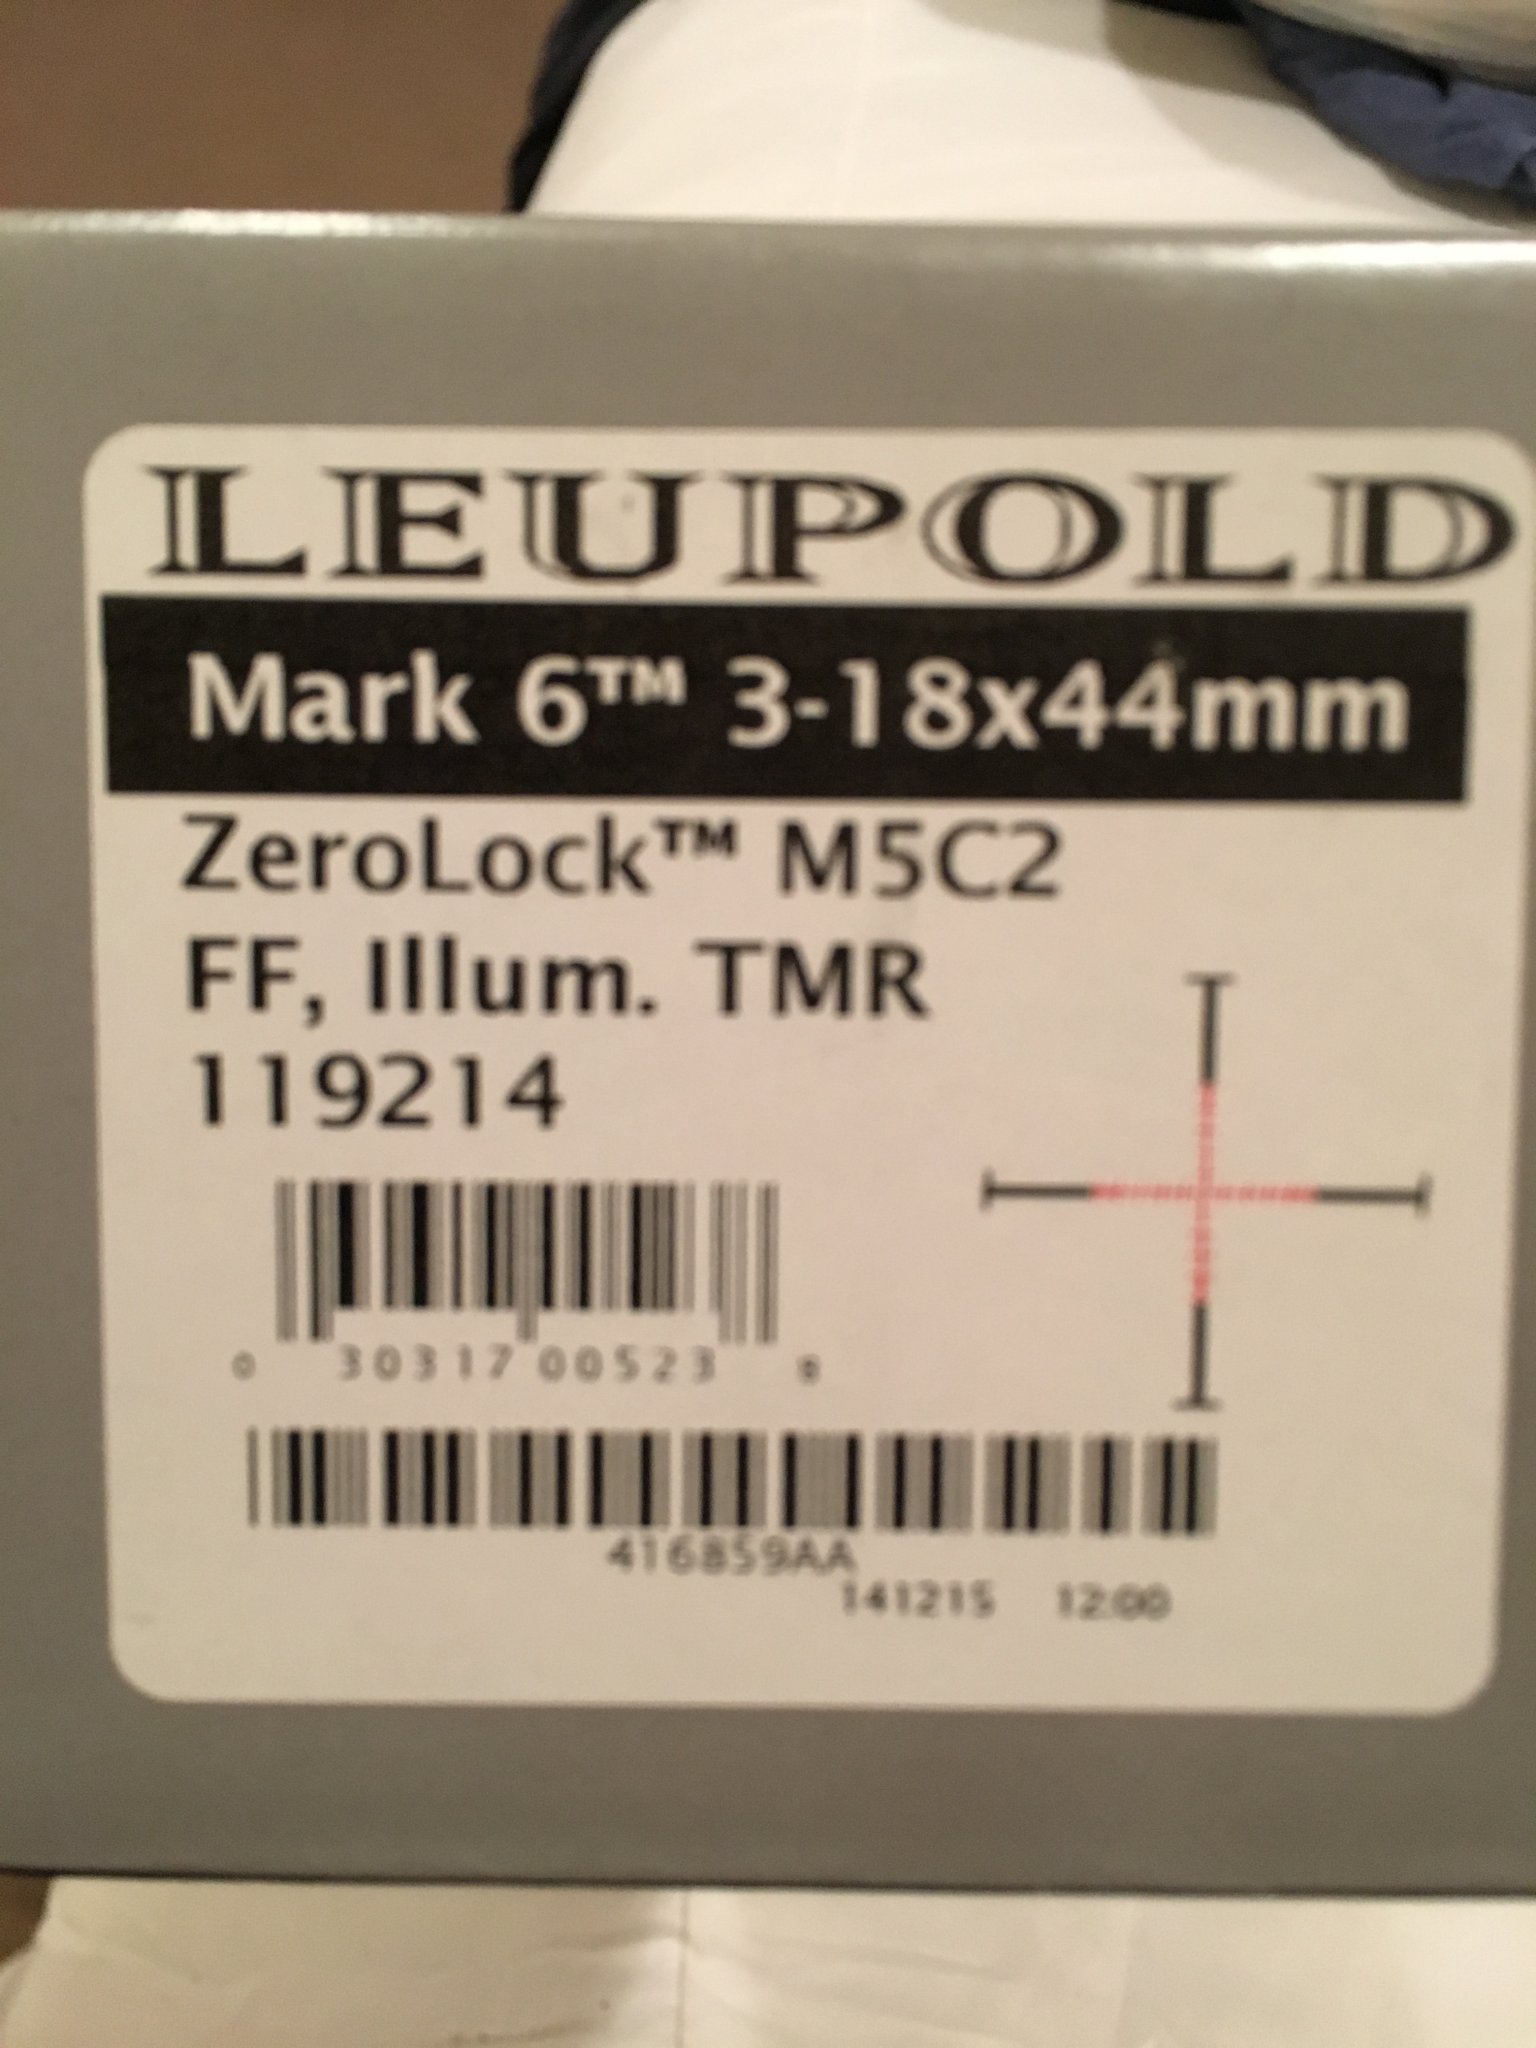 LEUPOLD
Mark 6™ 3-18x44mm
ZeroLock™ M5C2
FF, Illum. TMR
119214
0 30317 00523 8
416859AA
141215 12:00